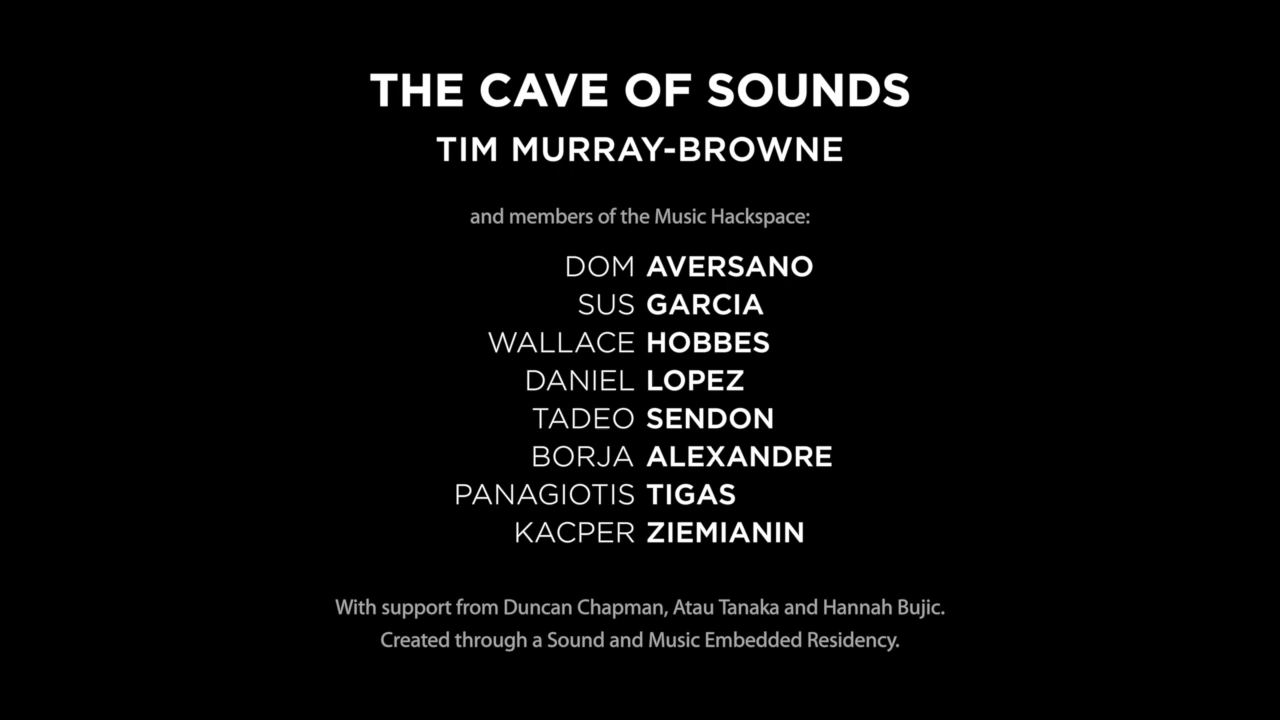 THE CAVE OF SOUNDS
TIM MURRAY-BROWNE
and members of the Music Hackspace:
DOM AVERSANO
SUS GARCIA
WALLACE HOBBES
DANIEL LOPEZ
TADEO SENDON
BORJA ALEXANDRE
PANAGIOTIS TIGAS
KACPER ZIEMIANIN
With support from Duncan Chapman, Atau Tanaka and Hannah Bujic.
Created through a Sound and Music Embedded Residency.